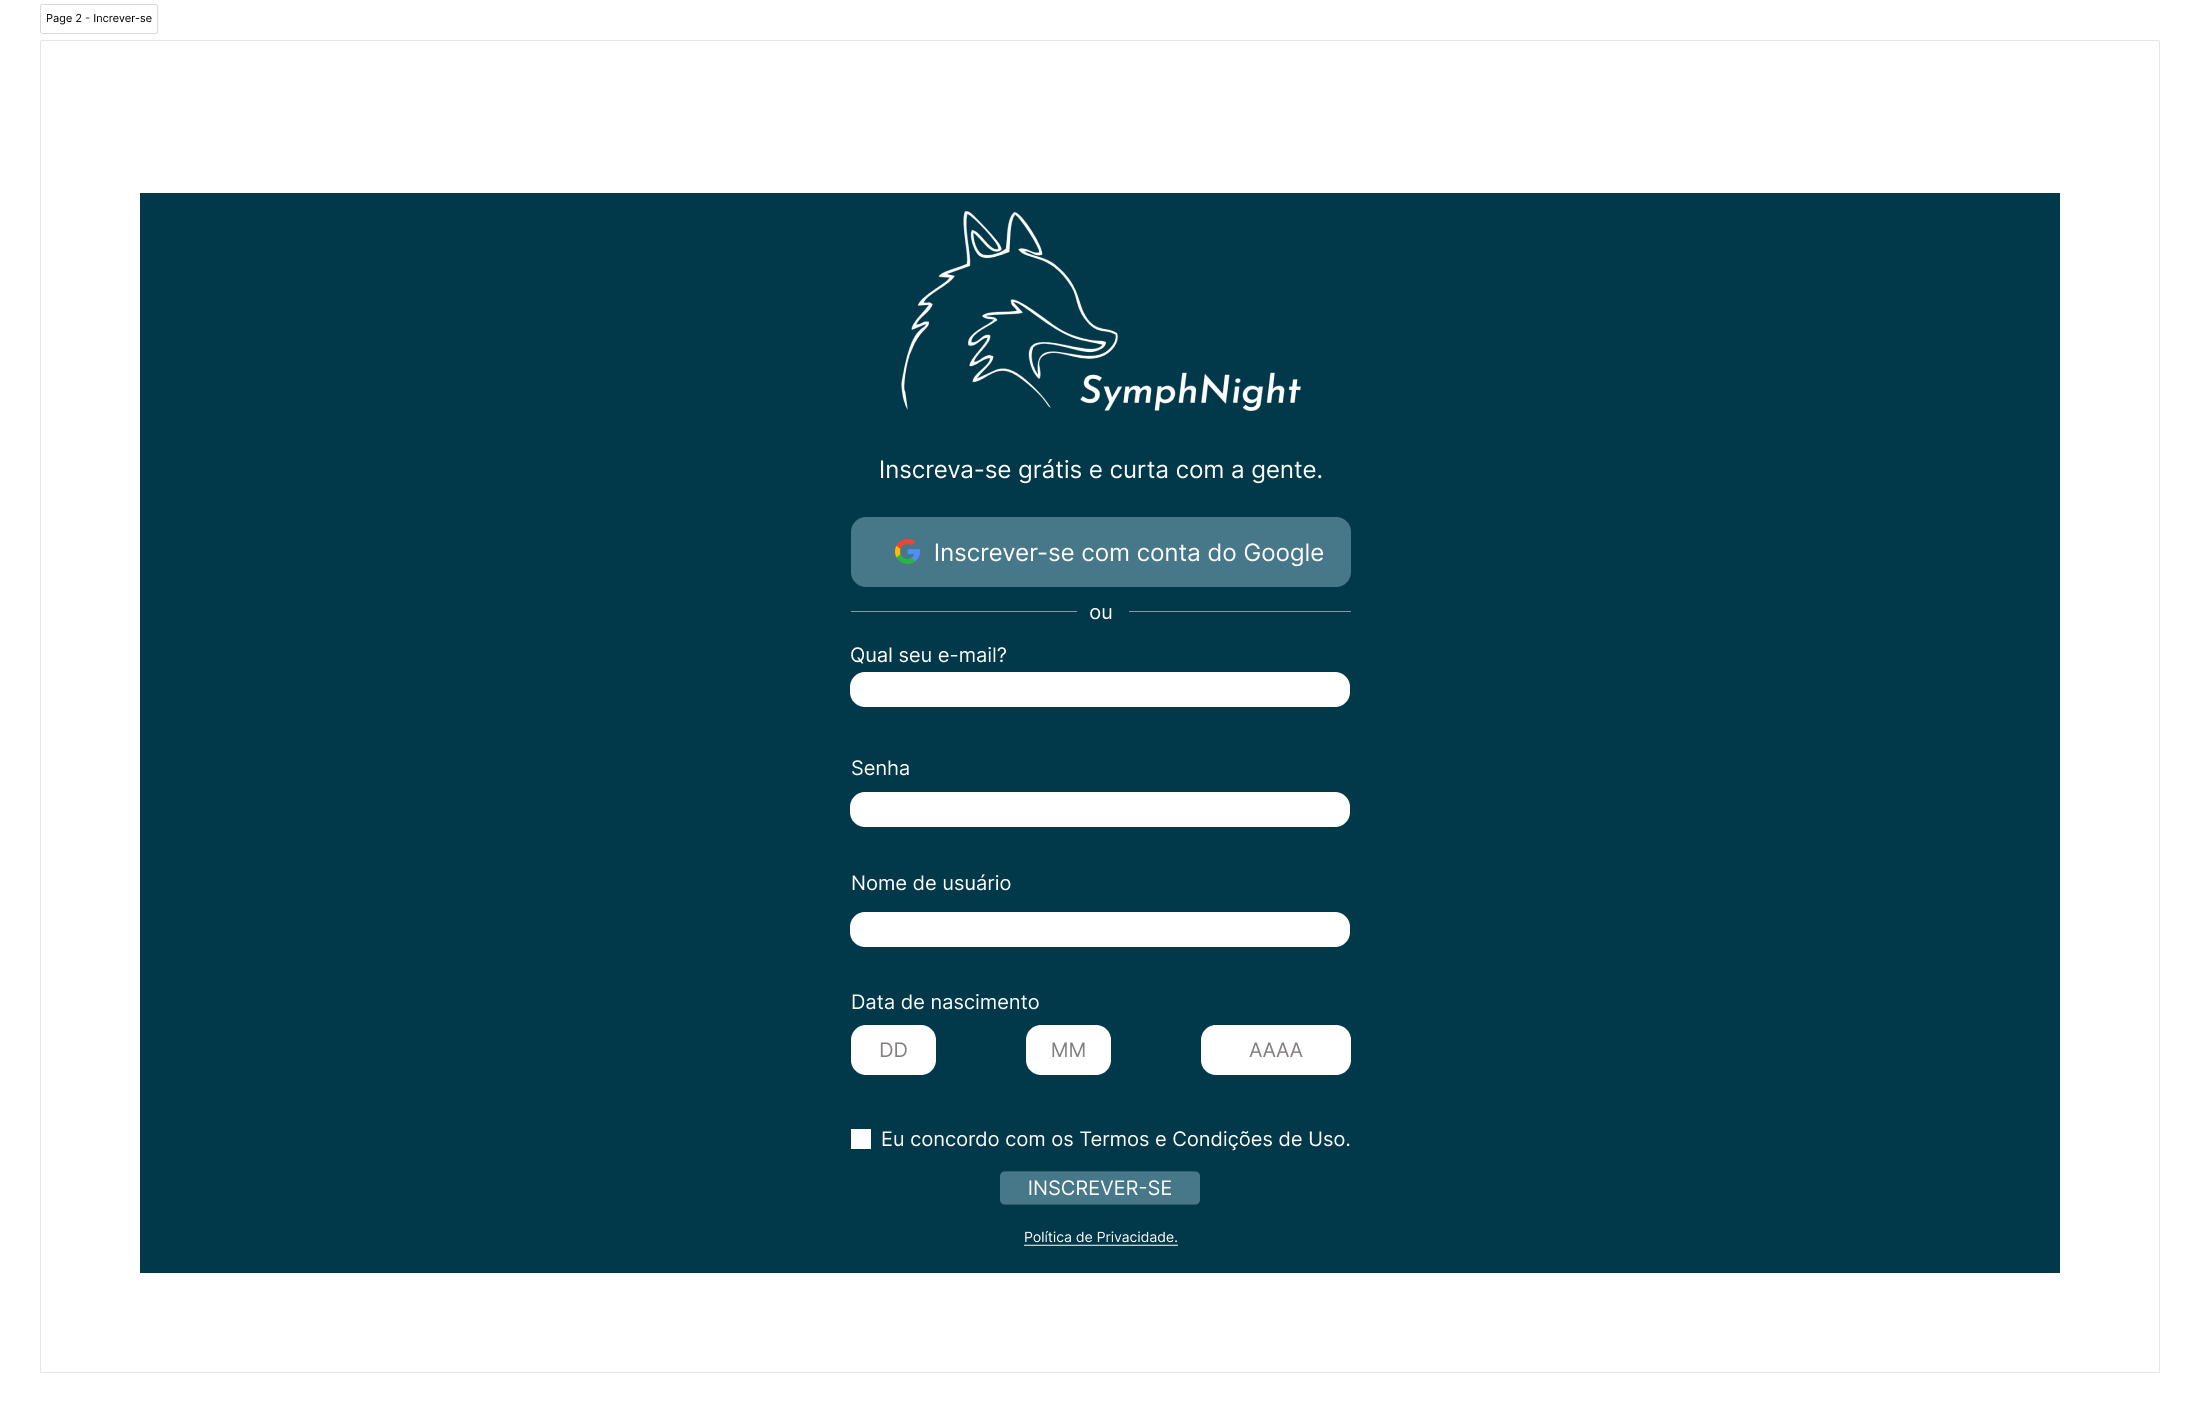 Page 2 - Increver-se
SymphNight
Inscreva-se grátis e curta com a gente.
Inscrever-se com conta do Google
ou
Qual seu e-mail?
Senha
Nome de usuário
Data de nascimento
DD MM AAAA
Eu concordo com os Termos e Condições de Uso.
INSCREVER-SE
Política de Privacidade.